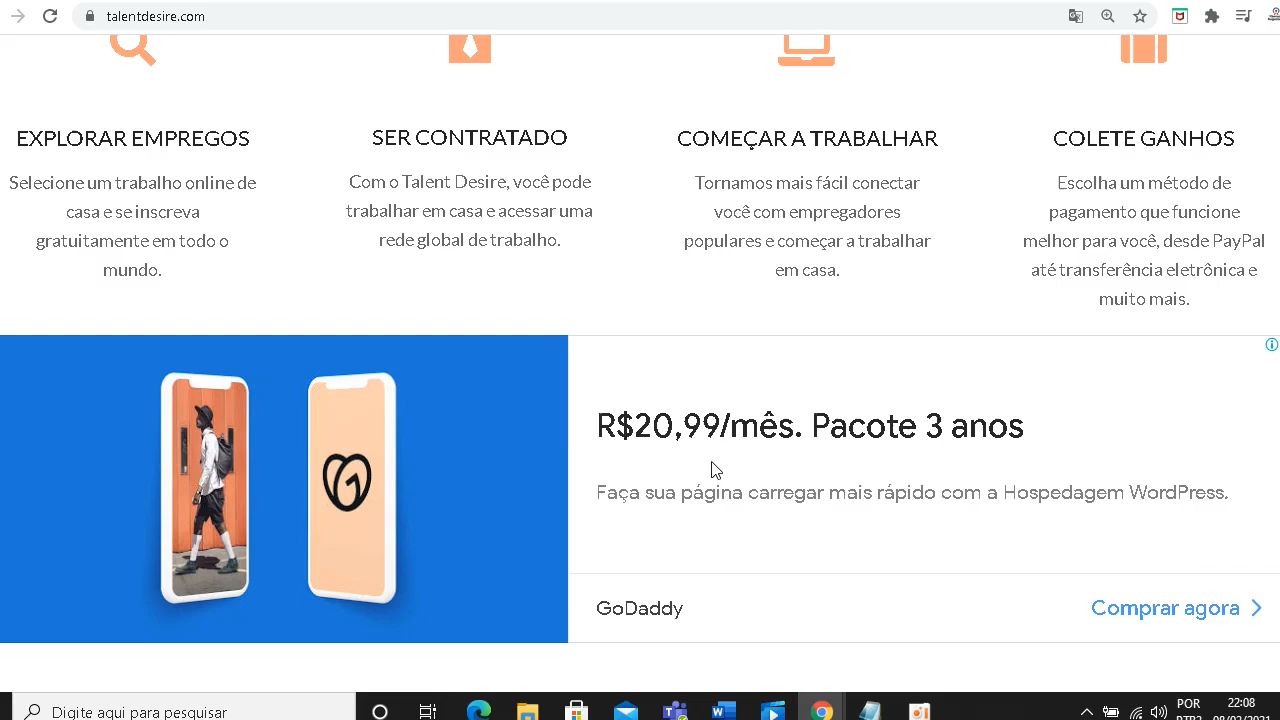 talentdesire.com
EXPLORAR EMPREGOS
Selecione um trabalho online de
casa e se inscreva
gratuitamente em todo o
mundo.
SER CONTRATADO
Com o Talent Desire, você pode
trabalhar em casa e acessar uma
rede global de trabalho.
COMEÇAR A TRABALHAR
Tornamos mais fácil conectar
você com empregadores
populares e começar a trabalhar
em casa.
COLETE GANHOS
Escolha um método de
pagamento que funcione
melhor para você, desde PayPal
até transferência eletrônica e
muito mais.
R$20,99/mês. Pacote 3 anos
Faça sua página carregar mais rápido com a Hospedagem WordPress.
GoDaddy
Comprar agora
Digite aqui para pesquisar
POR
22:08